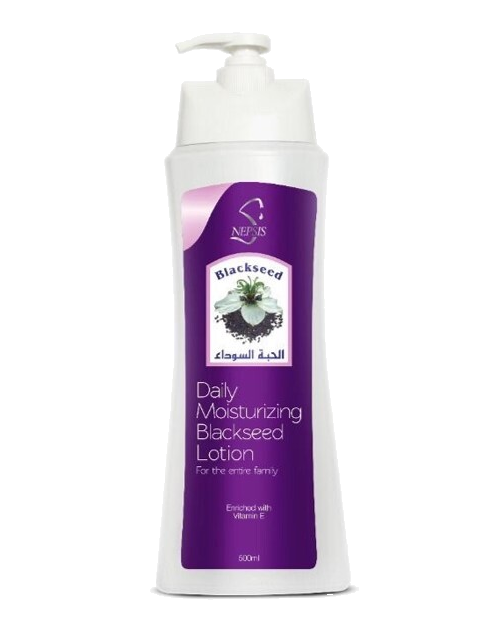 NEPSIS
Blackseed
الحبة السوداء
Daily
Moisturizing
Blackseed
Lotion
For the entire family
Enriched with
Vitamin E
500ml